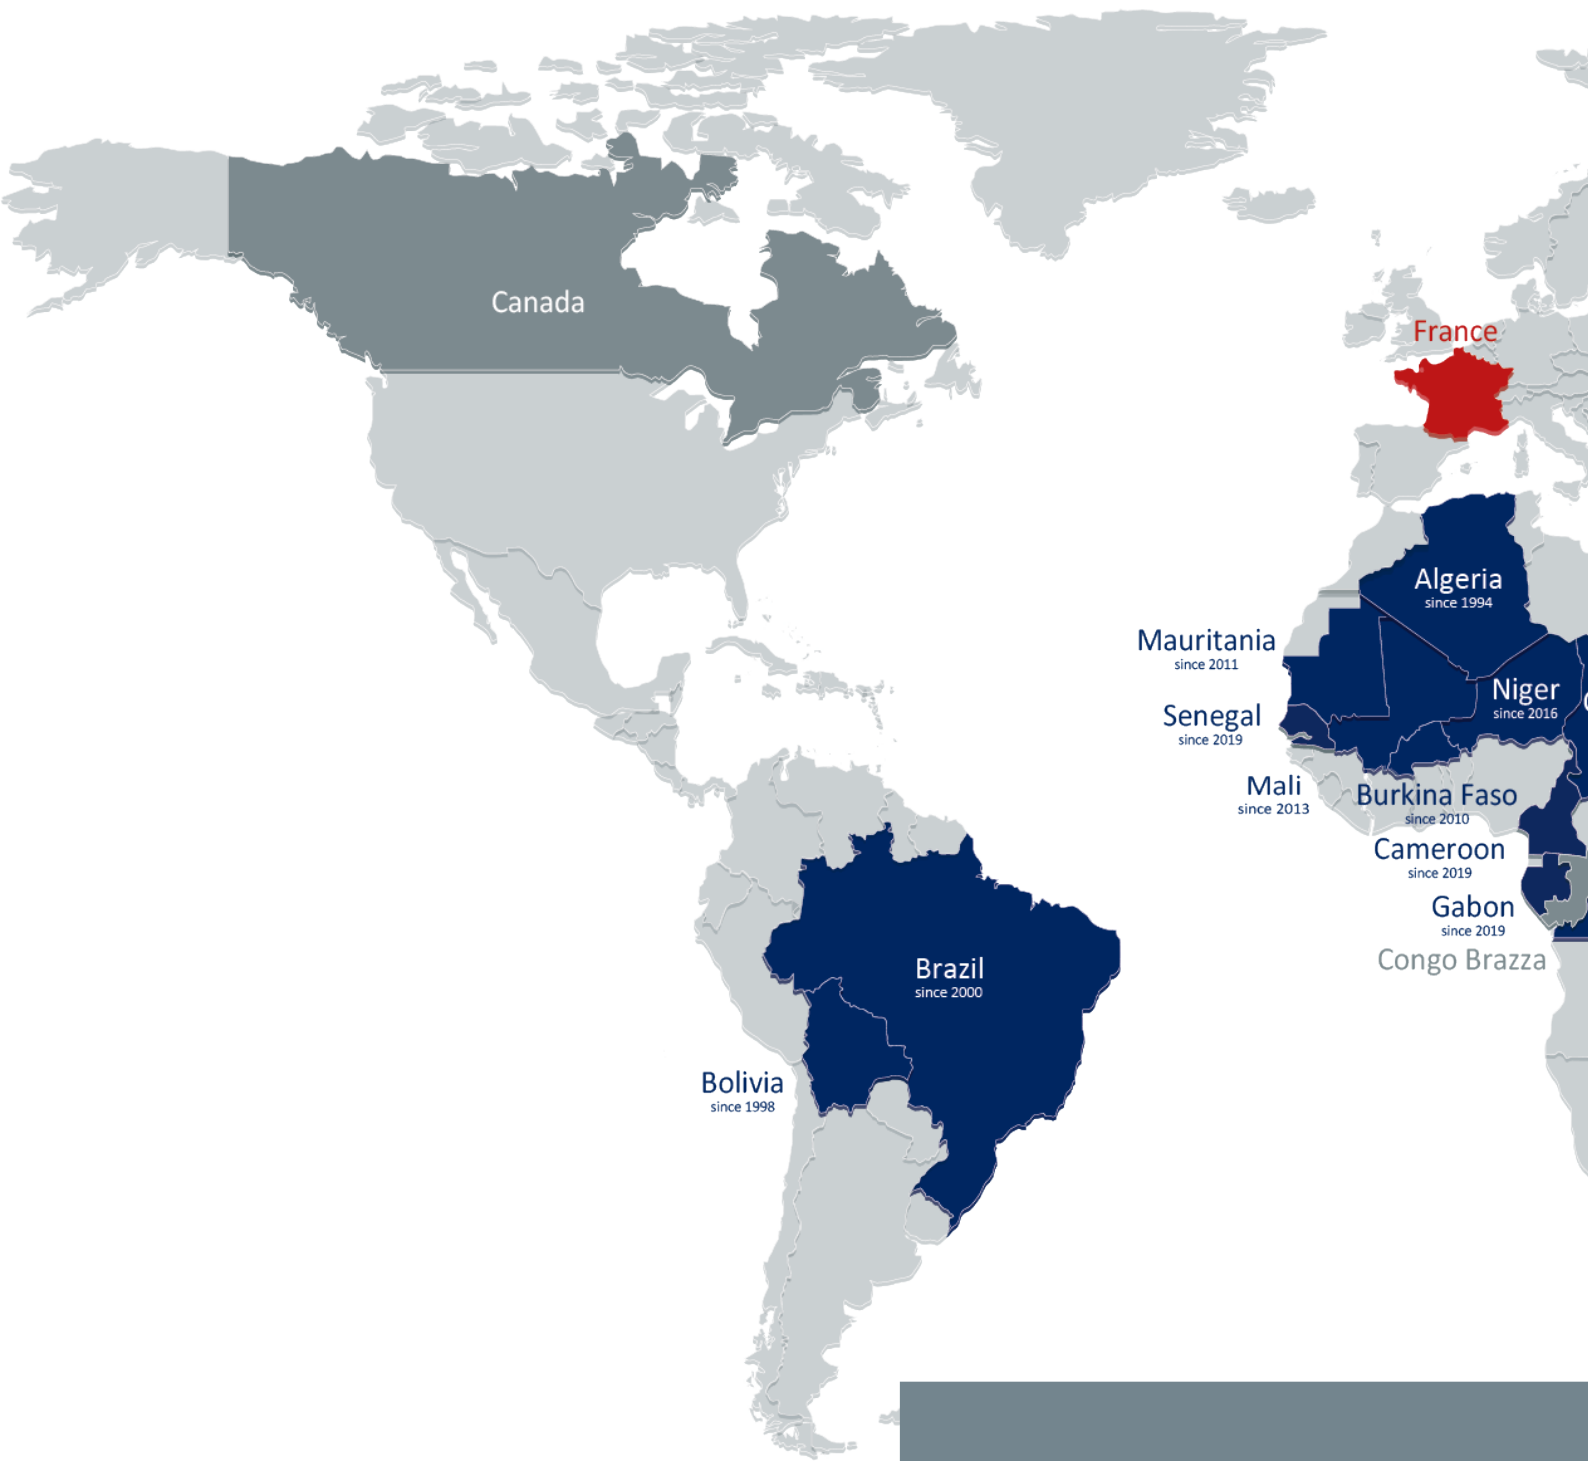 Canada
France
Algeria
since 1994
Mauritania
since 2011
Niger
since 2016
Senegal
since 2019
Mali
since 2013
Burkina Faso
since 2010
Cameroon
since 2019
Gabon
since 2019
Congo Brazza
Brazil
since 2000
Bolivia
since 1998